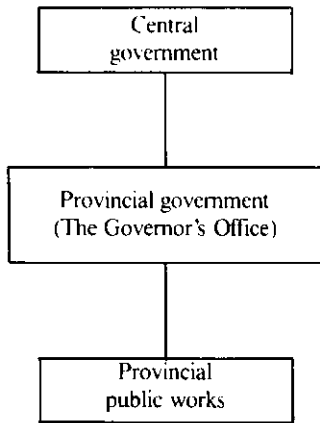 Central
government
Provincial government
(The Governor's Office)
Provincial
public works